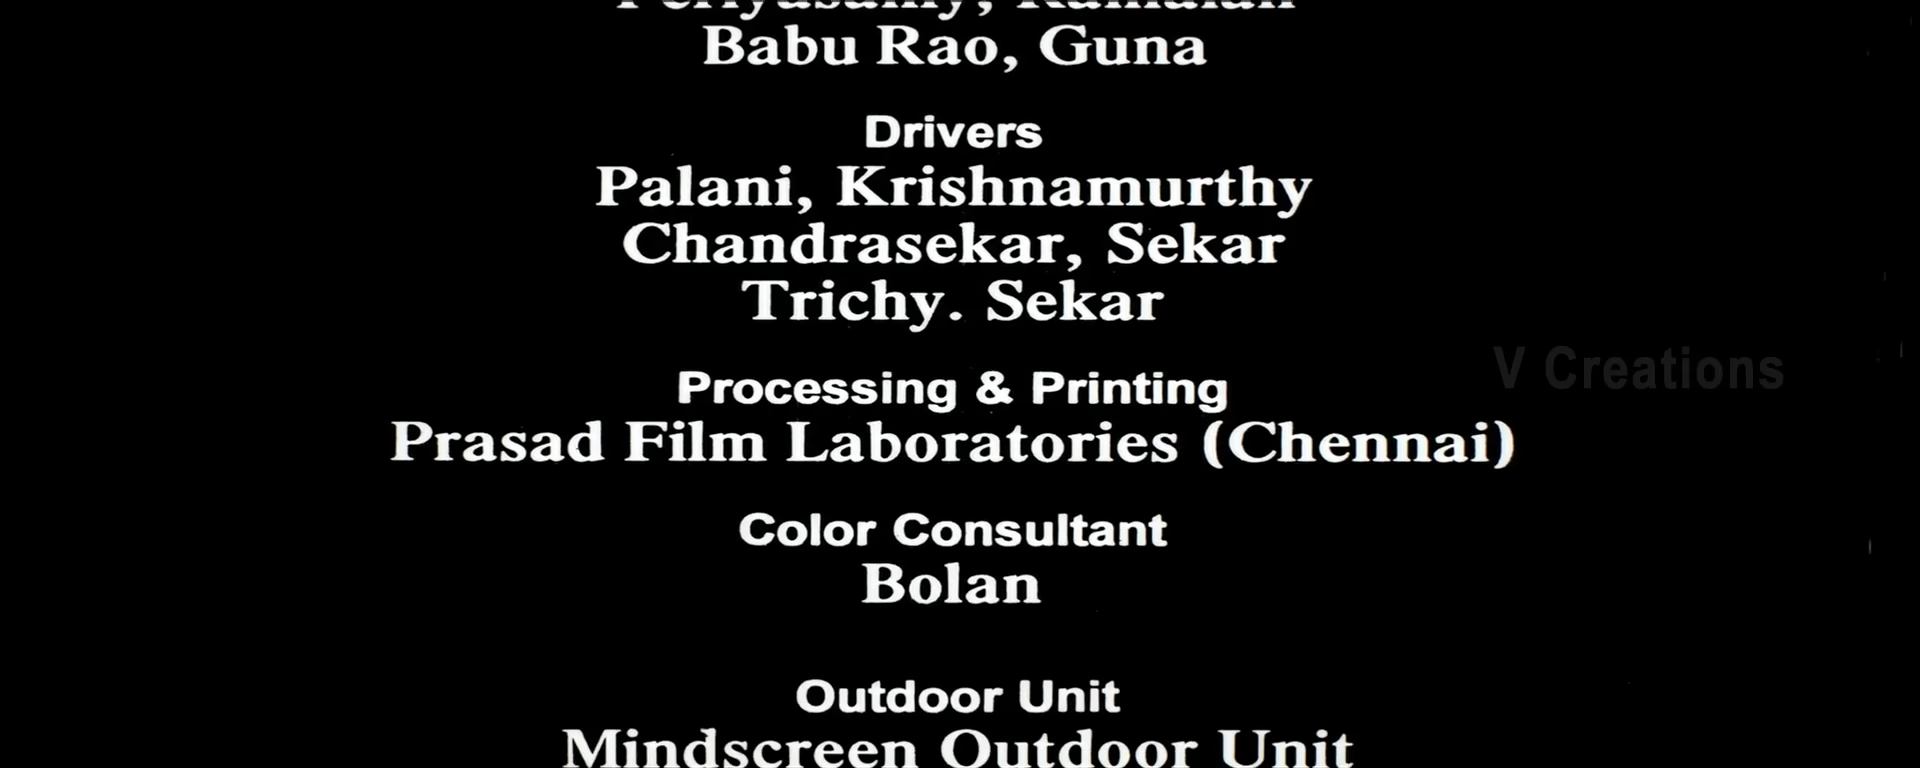 Babu Rao, Guna
Drivers
Palani, Krishnamurthy
Chandrasekar, Sekar
Trichy. Sekar
Processing & Printing
Prasad Film Laboratories (Chennai)
V Creations
Color Consultant
Bolan
Outdoor Unit
Mindscreen Outdoor Unit